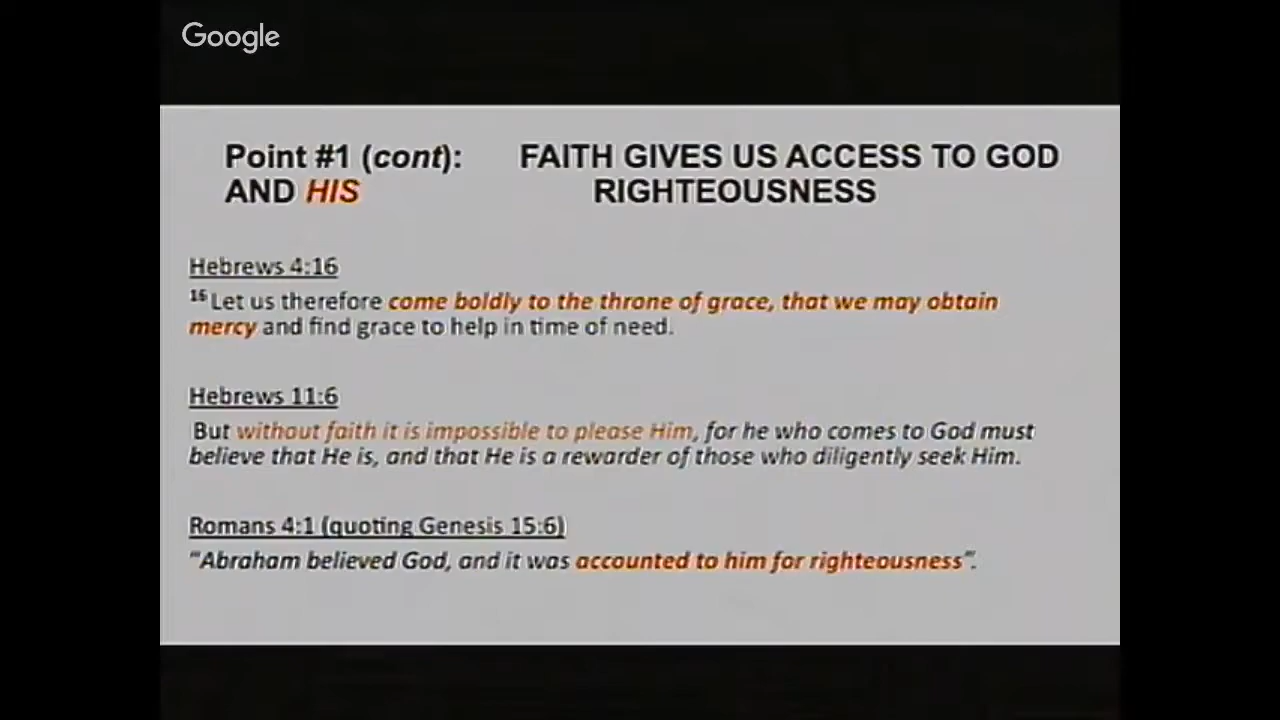 Google
Point #1 (cont): FAITH GIVES US ACCESS TO GOD
AND HIS RIGHTEOUSNESS
Hebrews 4:16
16 Let us therefore come boldly to the throne of grace, that we may obtain
mercy and find grace to help in time of need.
Hebrews 11:6
But without faith it is impossible to please Him, for he who comes to God must
believe that He is, and that He is a rewarder of those who diligently seek Him.
Romans 4:1 (quoting Genesis 15:6)
"Abraham believed God, and it was accounted to him for righteousness".